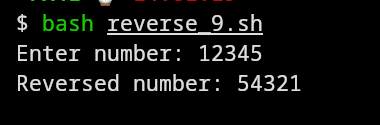 $ bash reverse_9.sh
Enter number: 12345
Reversed number: 54321